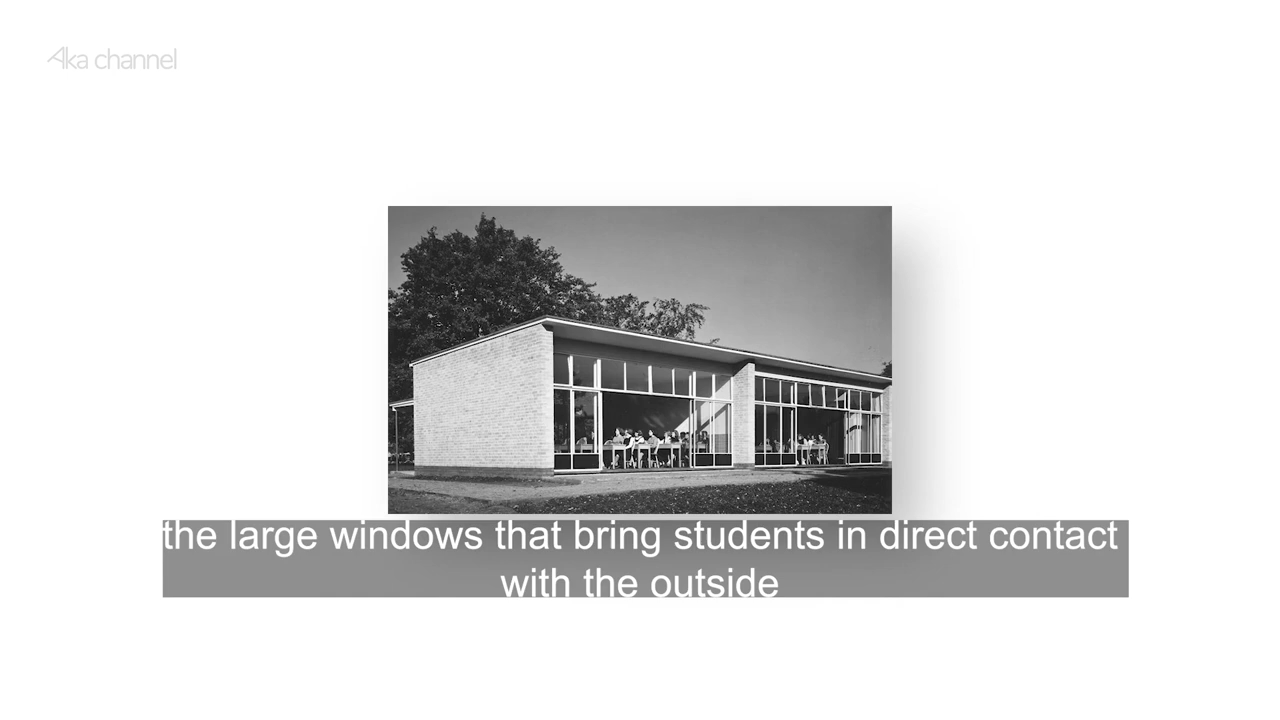 Aka channel
the large windows that bring students in direct contact
with the outside